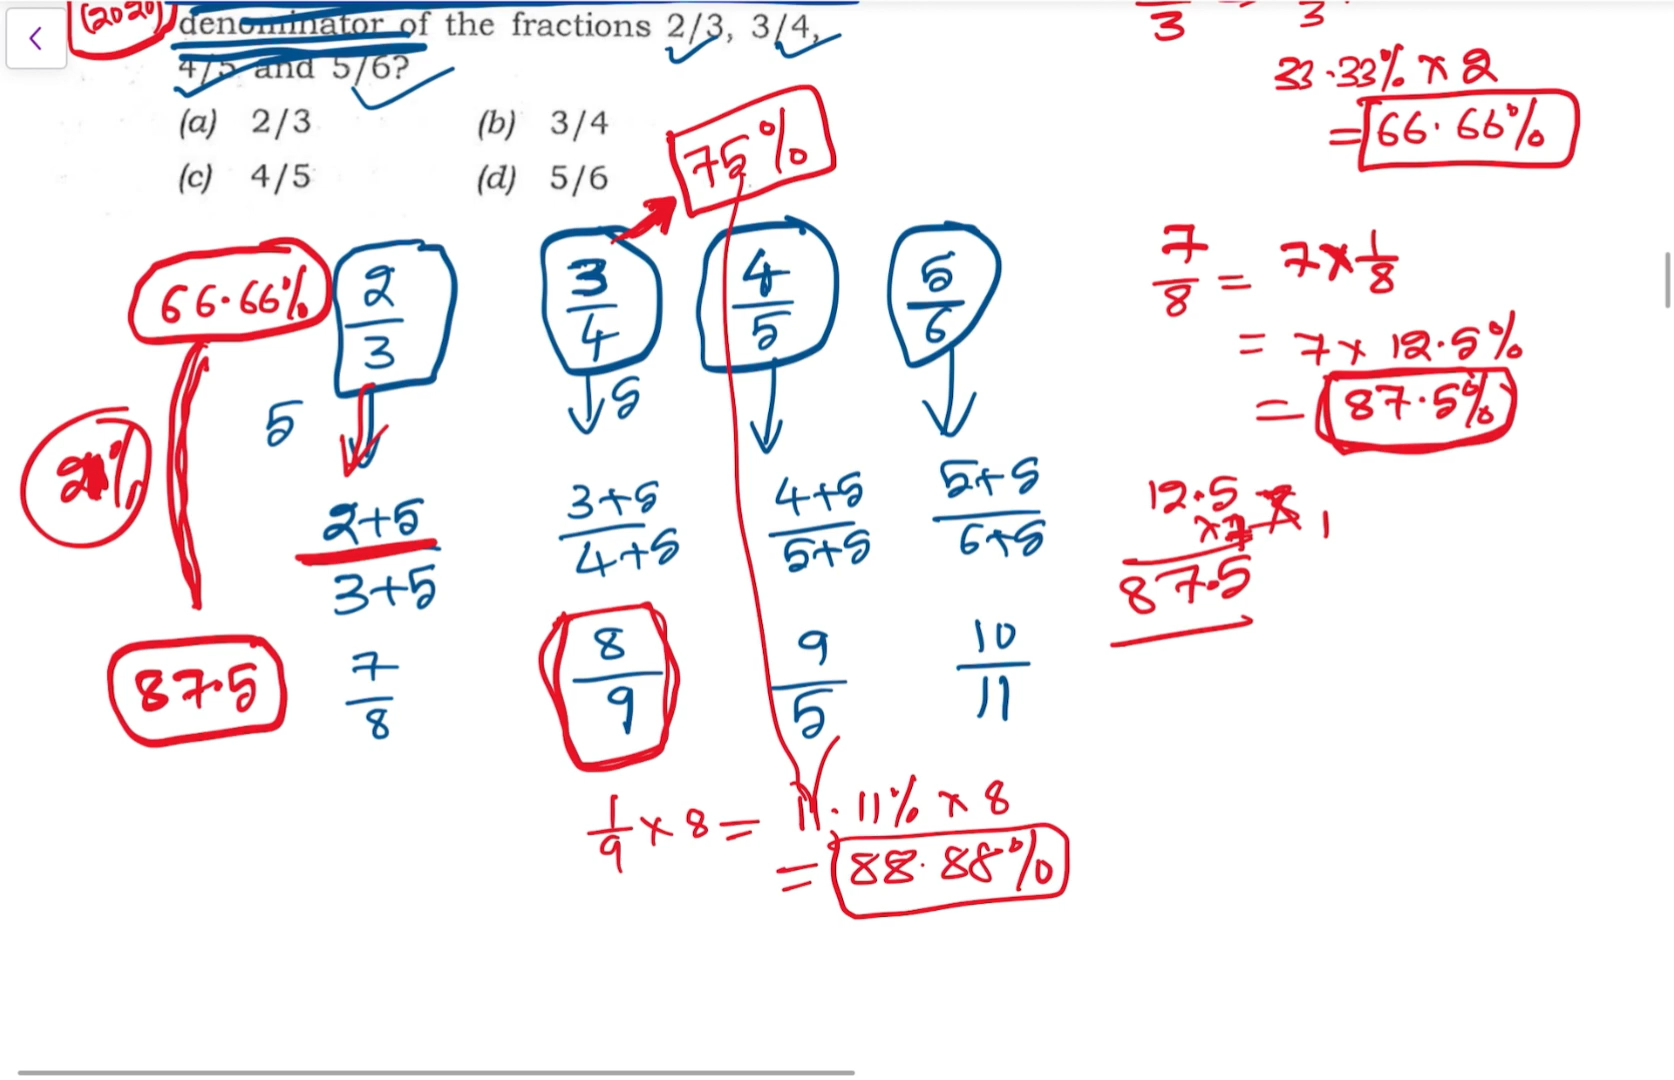 (2020) denominator of the fractions 2/3, 3/4,
4/5 and 5/6?
(a) 2/3 (b) 3/4
(c) 4/5 (d) 5/6
75%
66.66% 2/3 3/4 4/5 5/6
5 5
2+5/3+5 3+5/4+5 4+5/5+5 5+5/6+5
87.5 7/8 8/9 9/5 10/11
1/9 × 8 = 11.11% × 8
= 88.88%
3 = 3
33.33% × 2
= 66.66%
7/8 = 7 × 1/8
= 7 × 12.5%
= 87.5%
12.5
87.5